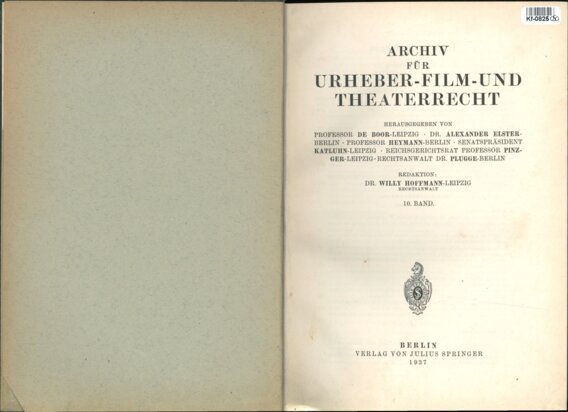 Kf-0825
ARCHIV
FÜR
URHEBER-FILM-UND
THEATERRECHT
HERAUSGEGEBEN VON
PROFESSOR DE BOOR-LEIPZIG · DR. ALEXANDER ELSTER-
BERLIN · PROFESSOR HEYMANN-BERLIN · SENATSPRÄSIDENT
KATLUHN-LEIPZIG · REICHSGERICHTSRAT PROFESSOR PINZ-
GER-LEIPZIG · RECHTSANWALT DR. PLUGGE-BERLIN
REDAKTION:
DR. WILLY HOFFMANN-LEIPZIG
RECHTSANWALT
10. BAND.
BERLIN
VERLAG VON JULIUS SPRINGER
1937